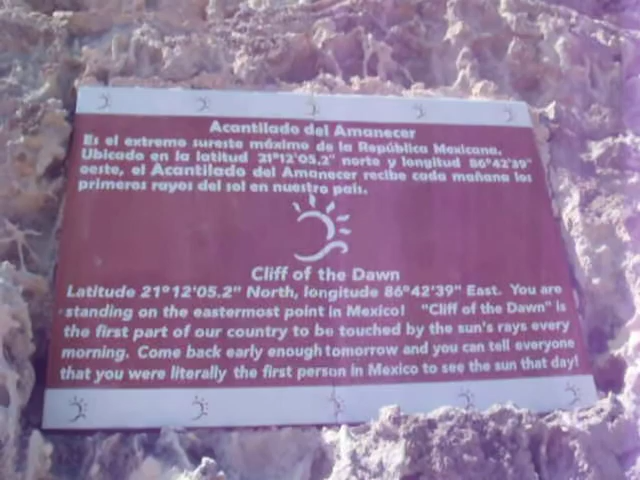 Acantilado del Amanecer
Es el extremo sureste máximo de la República Mexicana.
Ubicado en la latitud 21°12'05.2" norte y longitud 86°42'39"
oeste, el Acantilado del Amanecer recibe cada mañana los
primeros rayos del sol en nuestro país.
Cliff of the Dawn
Latitude 21°12'05.2" North, longitude 86°42'39" East. You are
standing on the easternmost point in Mexico! "Cliff of the Dawn" is
the first part of our country to be touched by the sun's rays every
morning. Come back early enough tomorrow and you can tell everyone
that you were literally the first person in Mexico to see the sun that day!